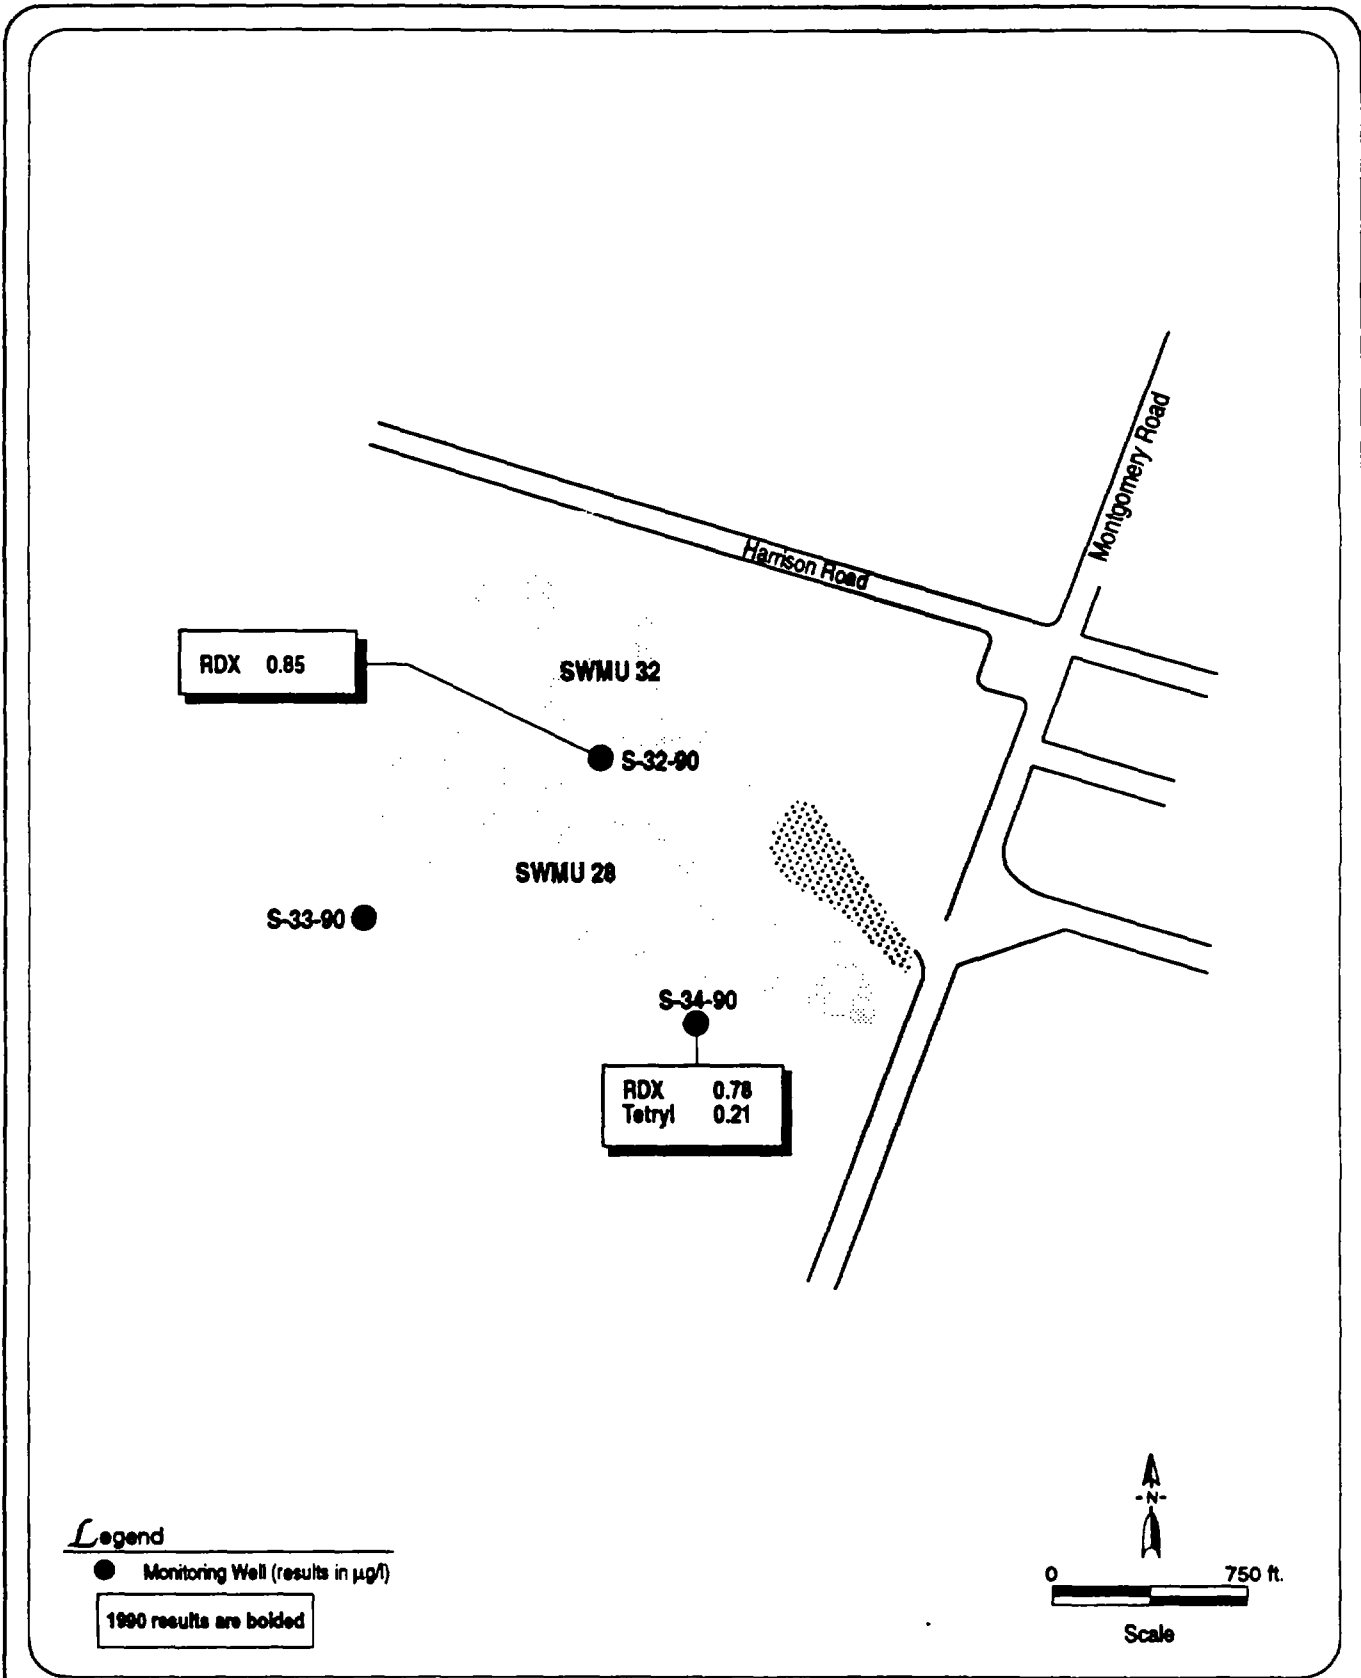 Montgomery Road
Harrison Road
RDX 0.85
SWMU 32
S-32-90
SWMU 28
S-33-90
S-34-90
RDX 0.78
Tetryl 0.21
Legend
Monitoring Well (results in µg/l)
1990 results are bolded
-N-
0 750 ft.
Scale